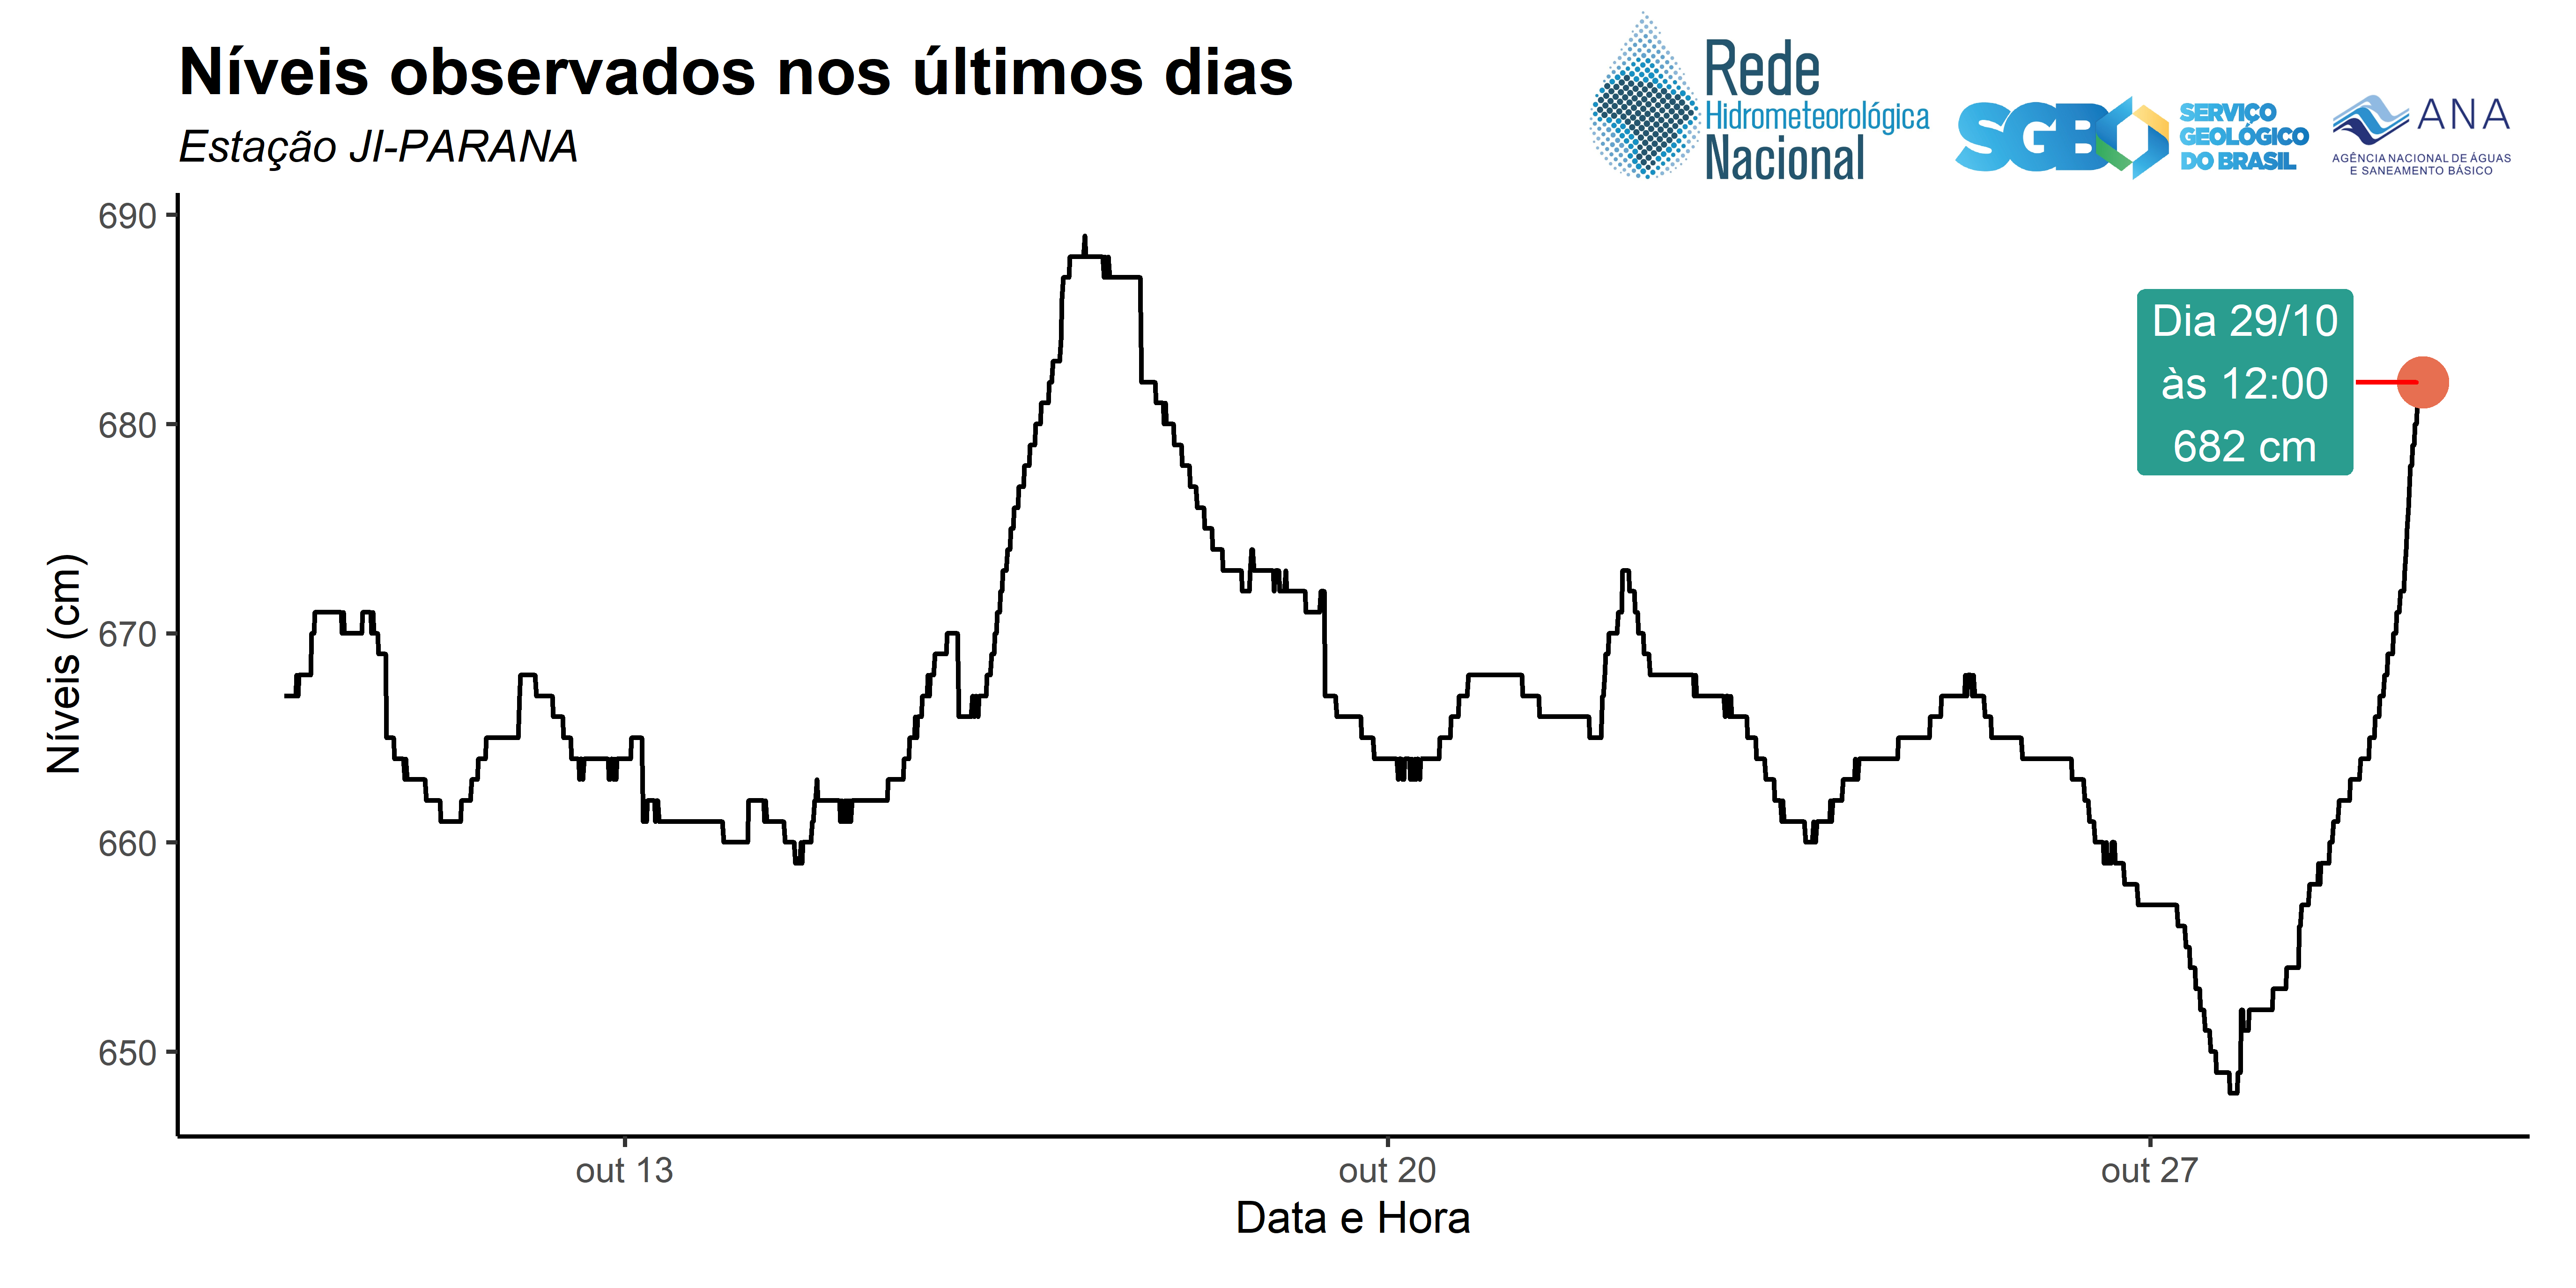 Níveis observados nos últimos dias
Estação JI-PARANA
Rede
Hidrometeorológica
Nacional
SGB
SERVIÇO
GEOLÓGICO
DO BRASIL
ANA
AGÊNCIA NACIONAL DE ÁGUAS
E SANEAMENTO BÁSICO
690
680
670
660
650
Níveis (cm)
Dia 29/10
às 12:00
682 cm
out 13
out 20
out 27
Data e Hora